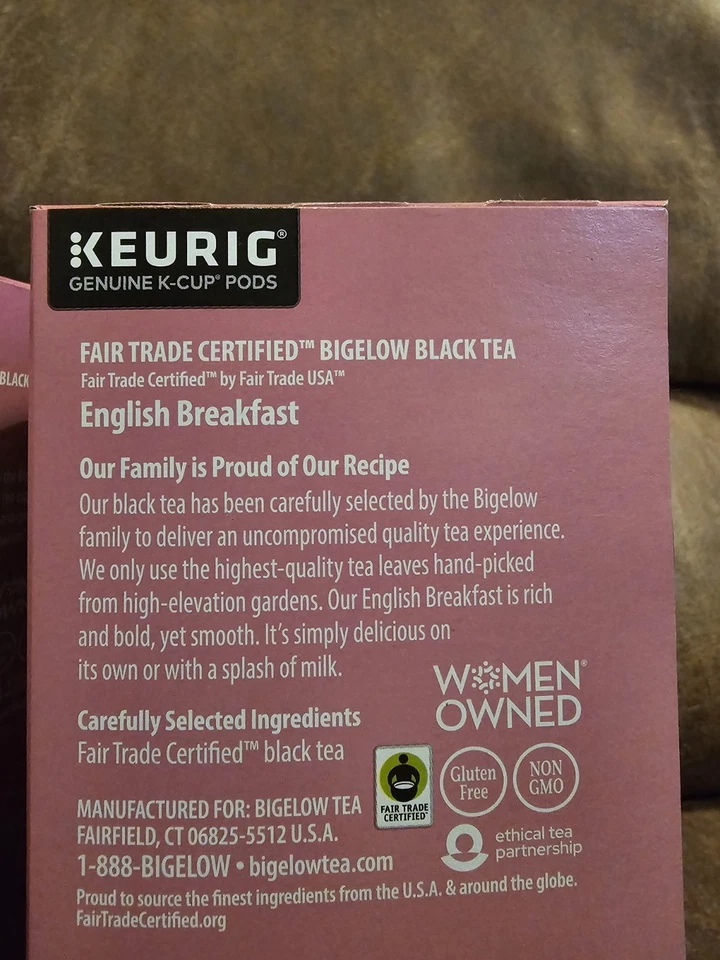 KEURIG®
GENUINE K-CUP® PODS
FAIR TRADE CERTIFIED™ BIGELOW BLACK TEA
Fair Trade Certified™ by Fair Trade USA™
English Breakfast
Our Family is Proud of Our Recipe
Our black tea has been carefully selected by the Bigelow
family to deliver an uncompromised quality tea experience.
We only use the highest-quality tea leaves hand-picked
from high-elevation gardens. Our English Breakfast is rich
and bold, yet smooth. It's simply delicious on
its own or with a splash of milk.
WOMEN®
OWNED
Carefully Selected Ingredients
Fair Trade Certified™ black tea
FAIR TRADE
CERTIFIED™
Gluten
Free
NON
GMO
MANUFACTURED FOR: BIGELOW TEA
FAIRFIELD, CT 06825-5512 U.S.A.
1-888-BIGELOW • bigelowtea.com
ethical tea
partnership
Proud to source the finest ingredients from the U.S.A. & around the globe.
FairTradeCertified.org
BLACK